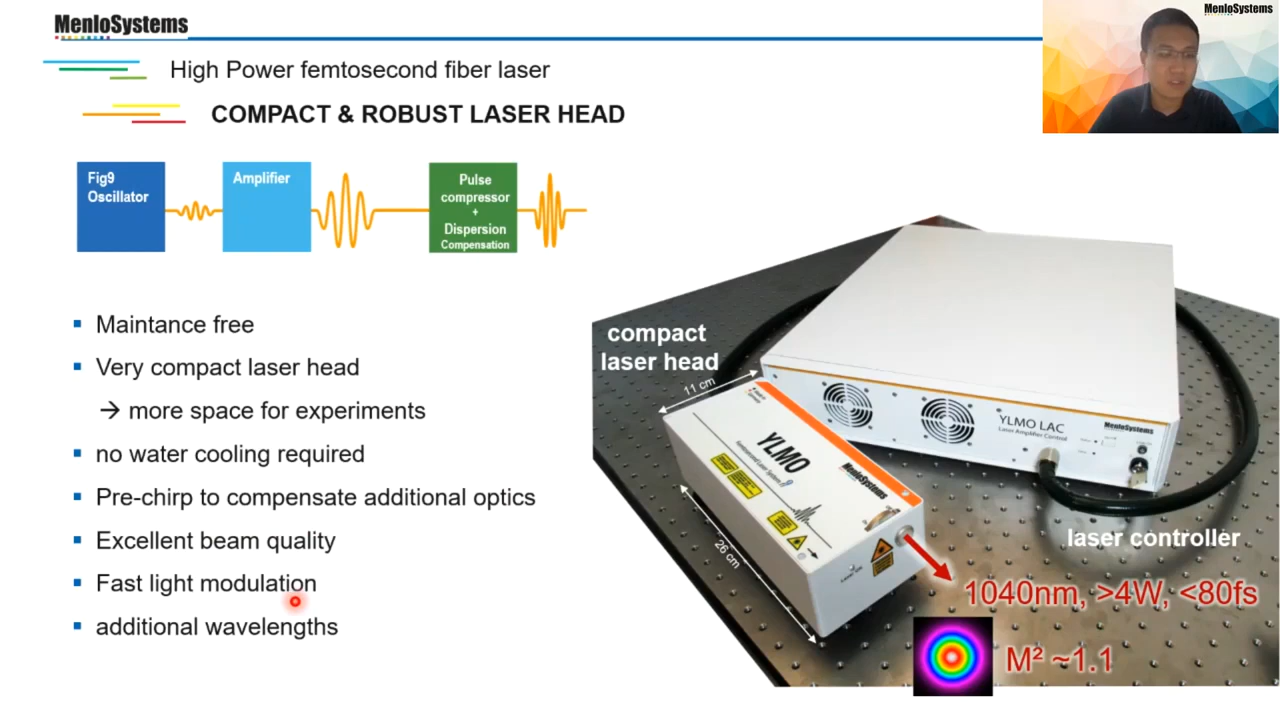 MenloSystems
MenloSystems
High Power femtosecond fiber laser
COMPACT & ROBUST LASER HEAD
Fig9
Oscillator
Amplifier
Pulse
compressor
+
Dispersion
Compensation
▪ Maintance free
▪ Very compact laser head
→ more space for experiments
▪ no water cooling required
▪ Pre-chirp to compensate additional optics
▪ Excellent beam quality
▪ Fast light modulation
▪ additional wavelengths
compact
laser head
11 cm
26 cm
YLMO
MenloSystems
YLMO LAC
Laser Amplifier Control
MenloSystems
laser controller
1040nm, >4W, <80fs
M² ~1.1